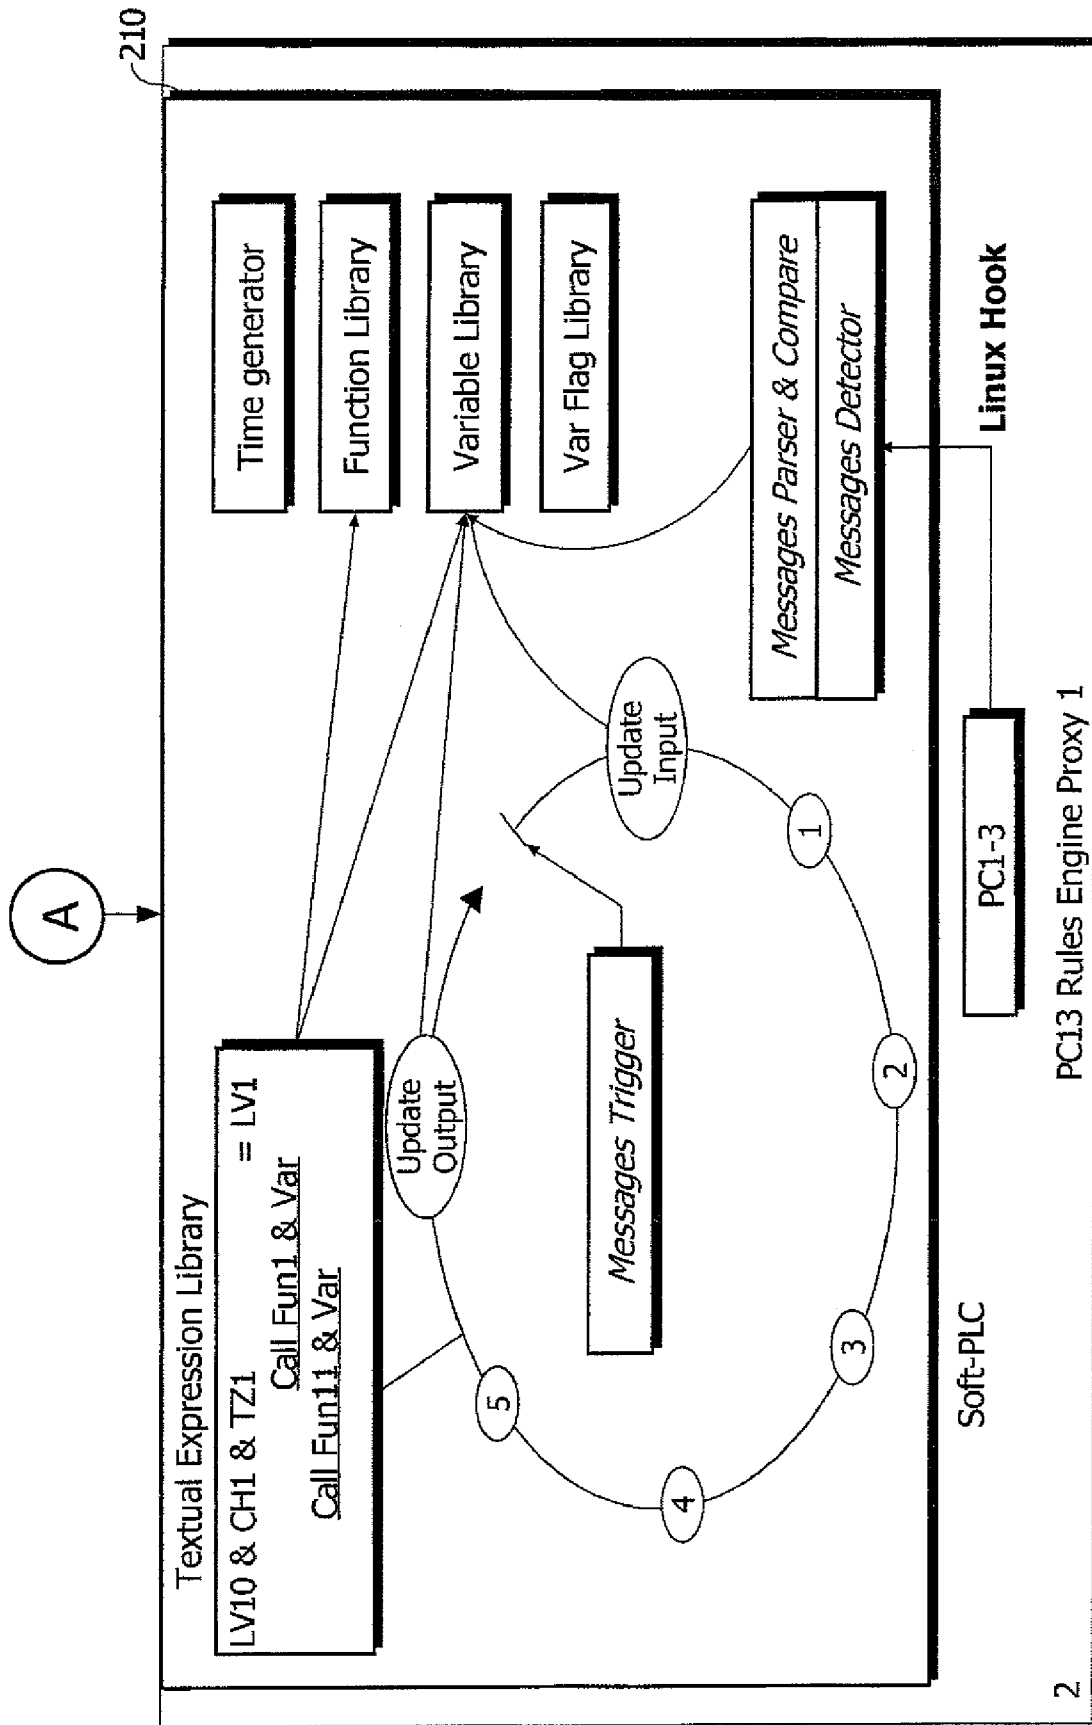 A
210
Textual Expression Library
LV10 & CH1 & TZ1 = LV1
Call Fun1 & Var
Call Fun11 & Var
Time generator
Function Library
Variable Library
Var Flag Library
Update
Output
Messages Trigger
Update
Input
1
2
3
4
5
Messages Parser & Compare
Messages Detector
Soft-PLC
PC1-3
Linux Hook
PC13 Rules Engine Proxy 1
2